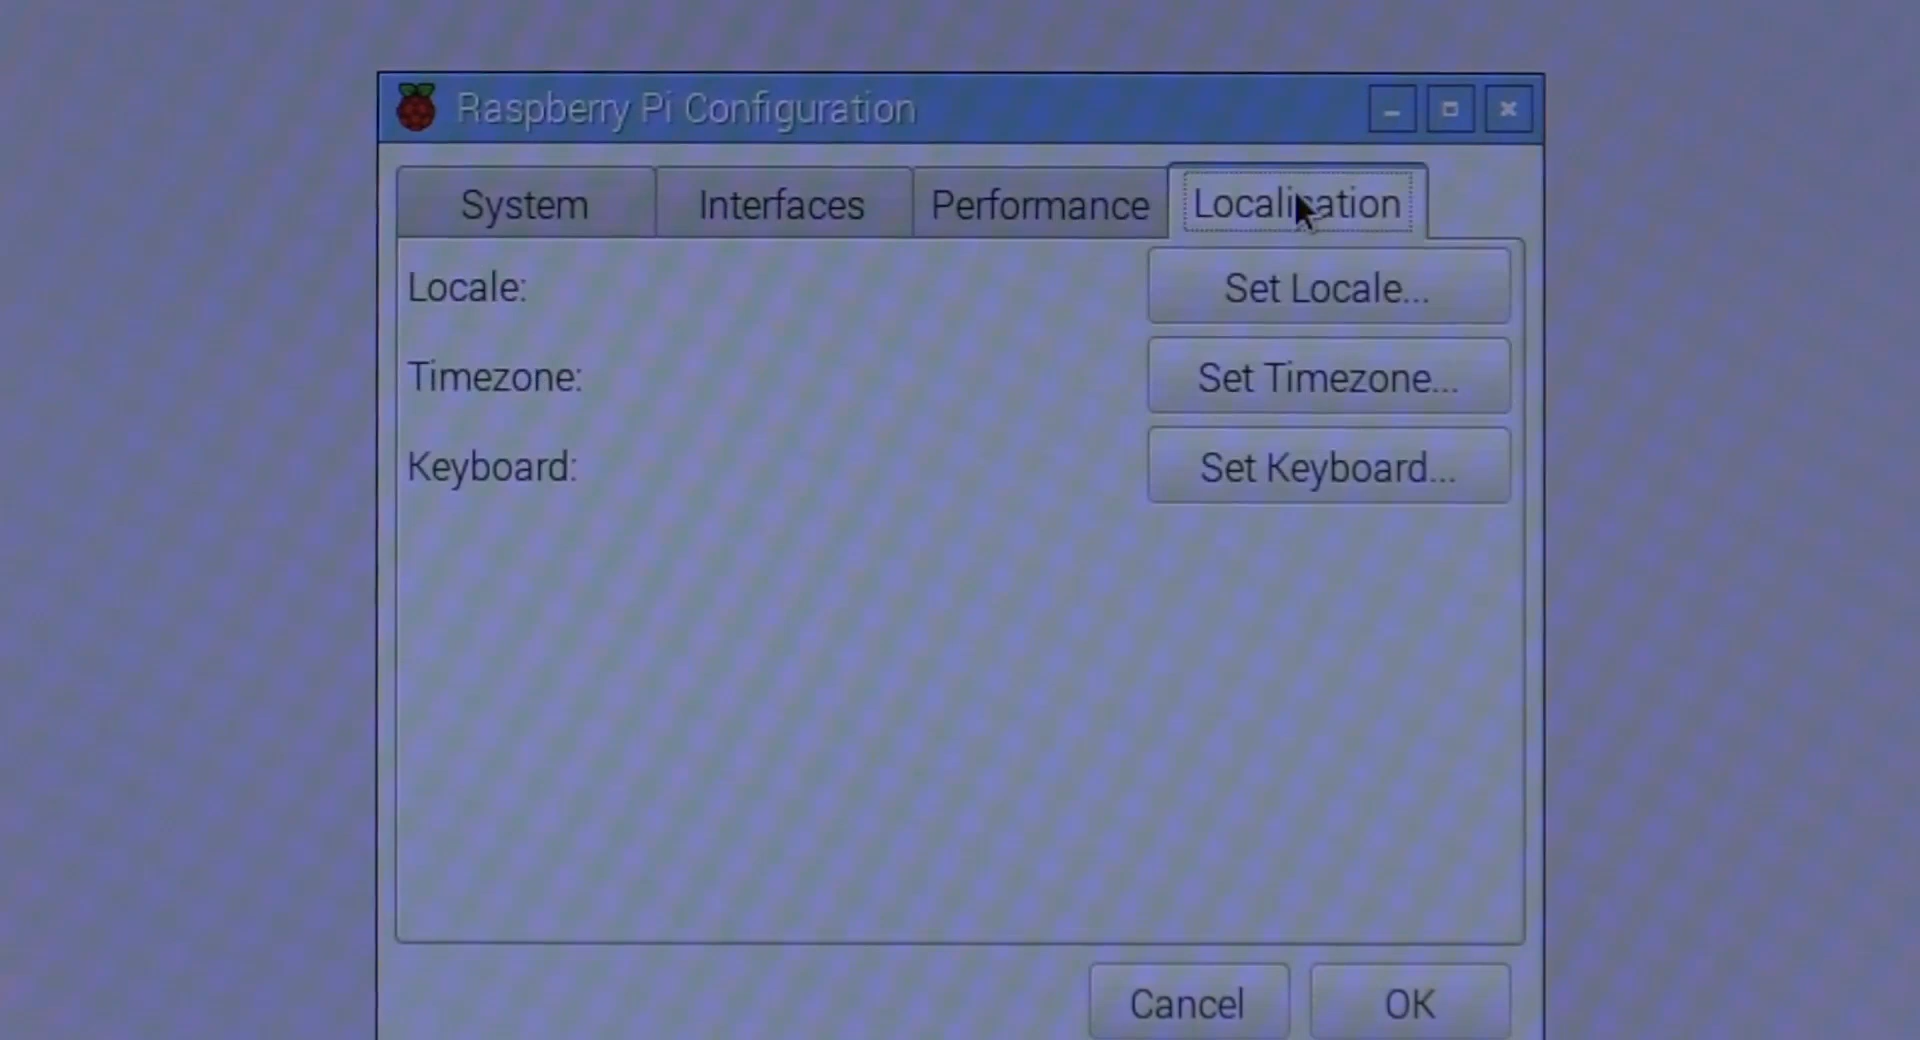 Raspberry Pi Configuration
System Interfaces Performance Localisation
Locale: Set Locale...
Timezone: Set Timezone...
Keyboard: Set Keyboard...
Cancel OK